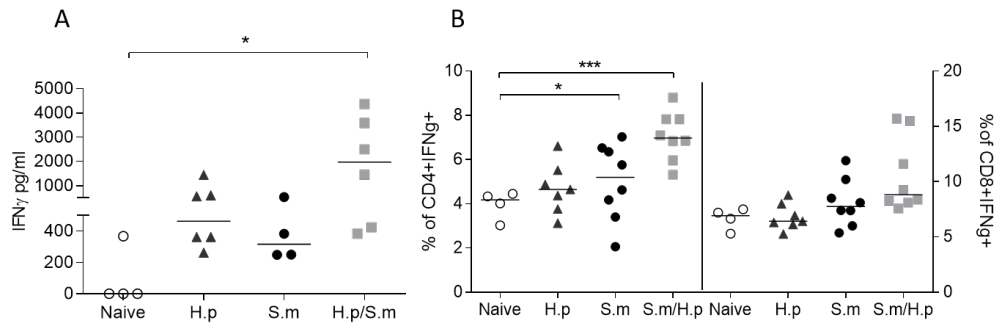 A
B
*
IFNγ pg/ml
5000
4000
3000
2000
1000
400
200
0
Naive
H.p
S.m
H.p/S.m
***
*
% of CD4+IFNg+
10
8
6
4
2
0
Naive
H.p
S.m
S.m/H.p
Naive
H.p
S.m
S.m/H.p
20
15
10
5
0
%of CD8+IFNg+